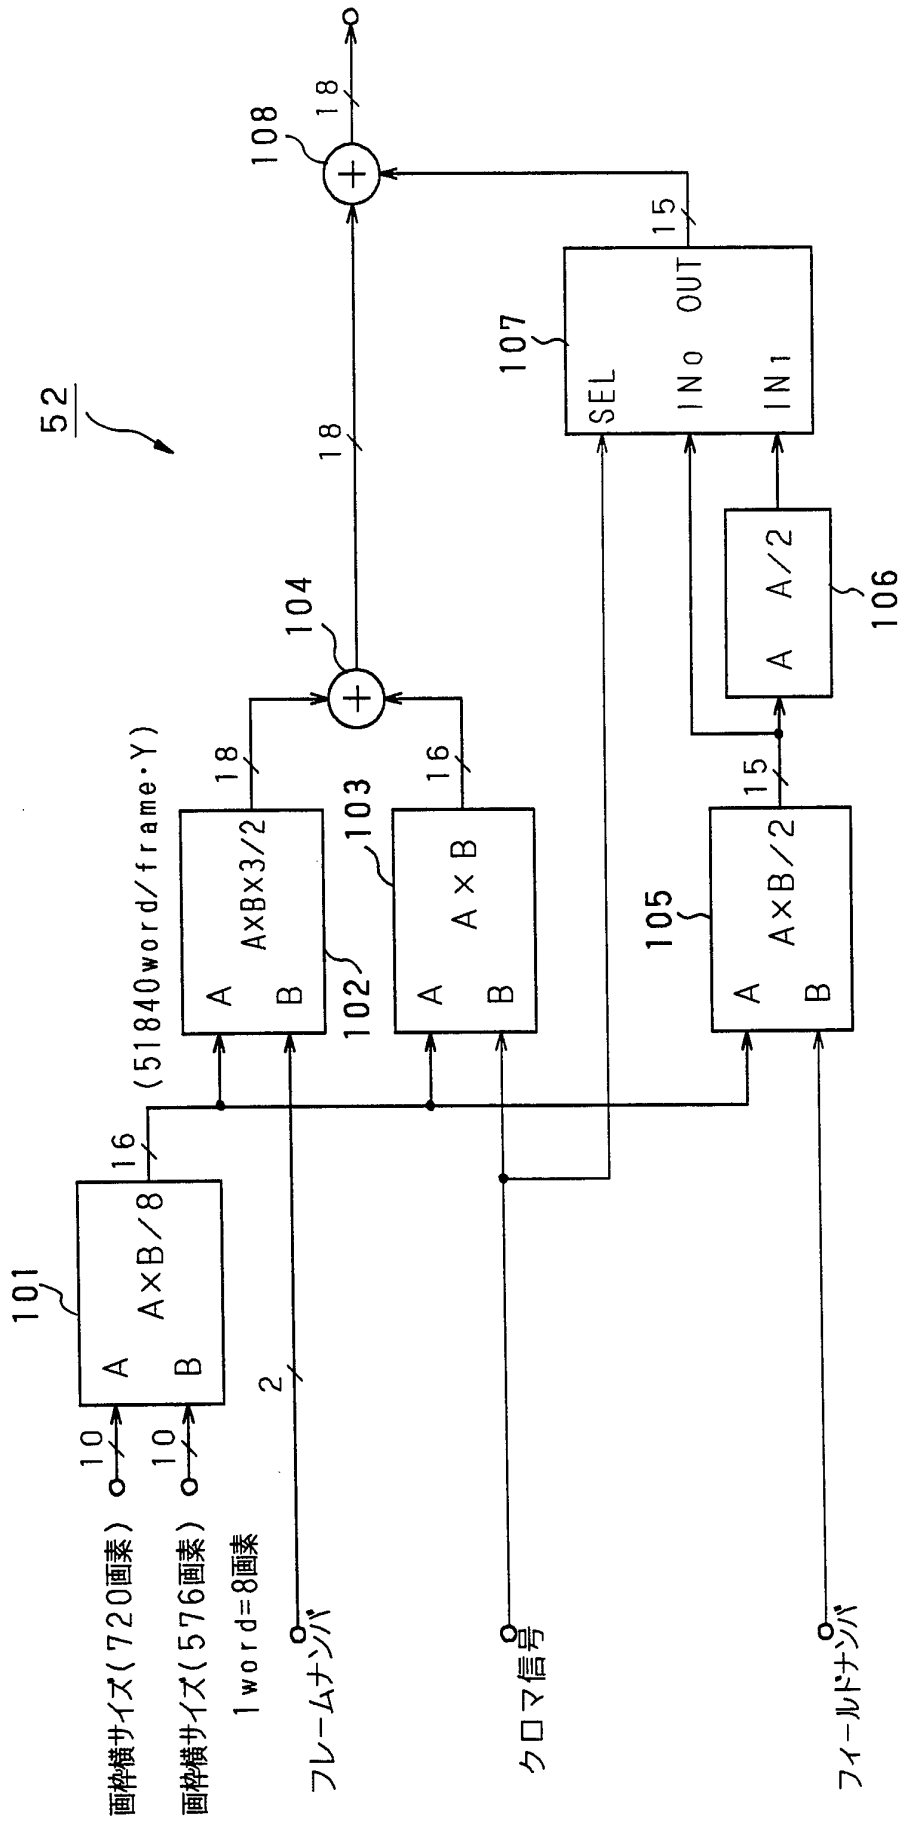 52
画枠横サイズ(720画素)
10
画枠横サイズ(576画素)
10
1word=8画素
101
A
B
A×B/8
16
(51840word/frame・Y)
フレームナンバ
2
A
B
A×B×3/2
102
18
103
A
B
A×B
16
104
18
108
18
クロマ信号
107
SEL
IN0
IN1
OUT
15
フィールドナンバ
105
A
B
A×B/2
15
A
A/2
106